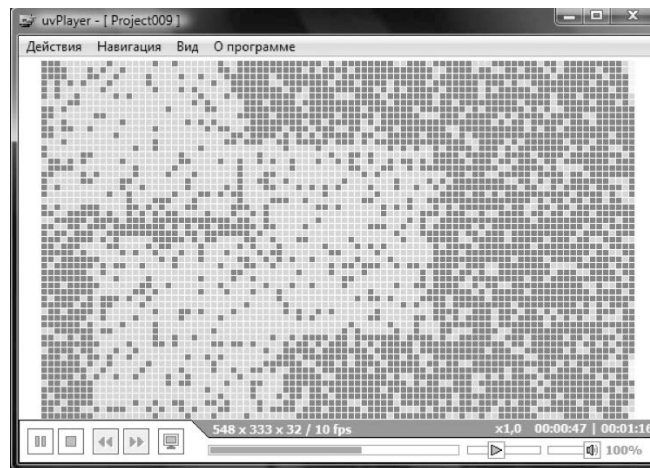 uvPlayer - [ Project009 ]
Действия Навигация Вид О программе
548 x 333 x 32 / 10 fps x1,0 00:00:47 | 00:01:16
100%